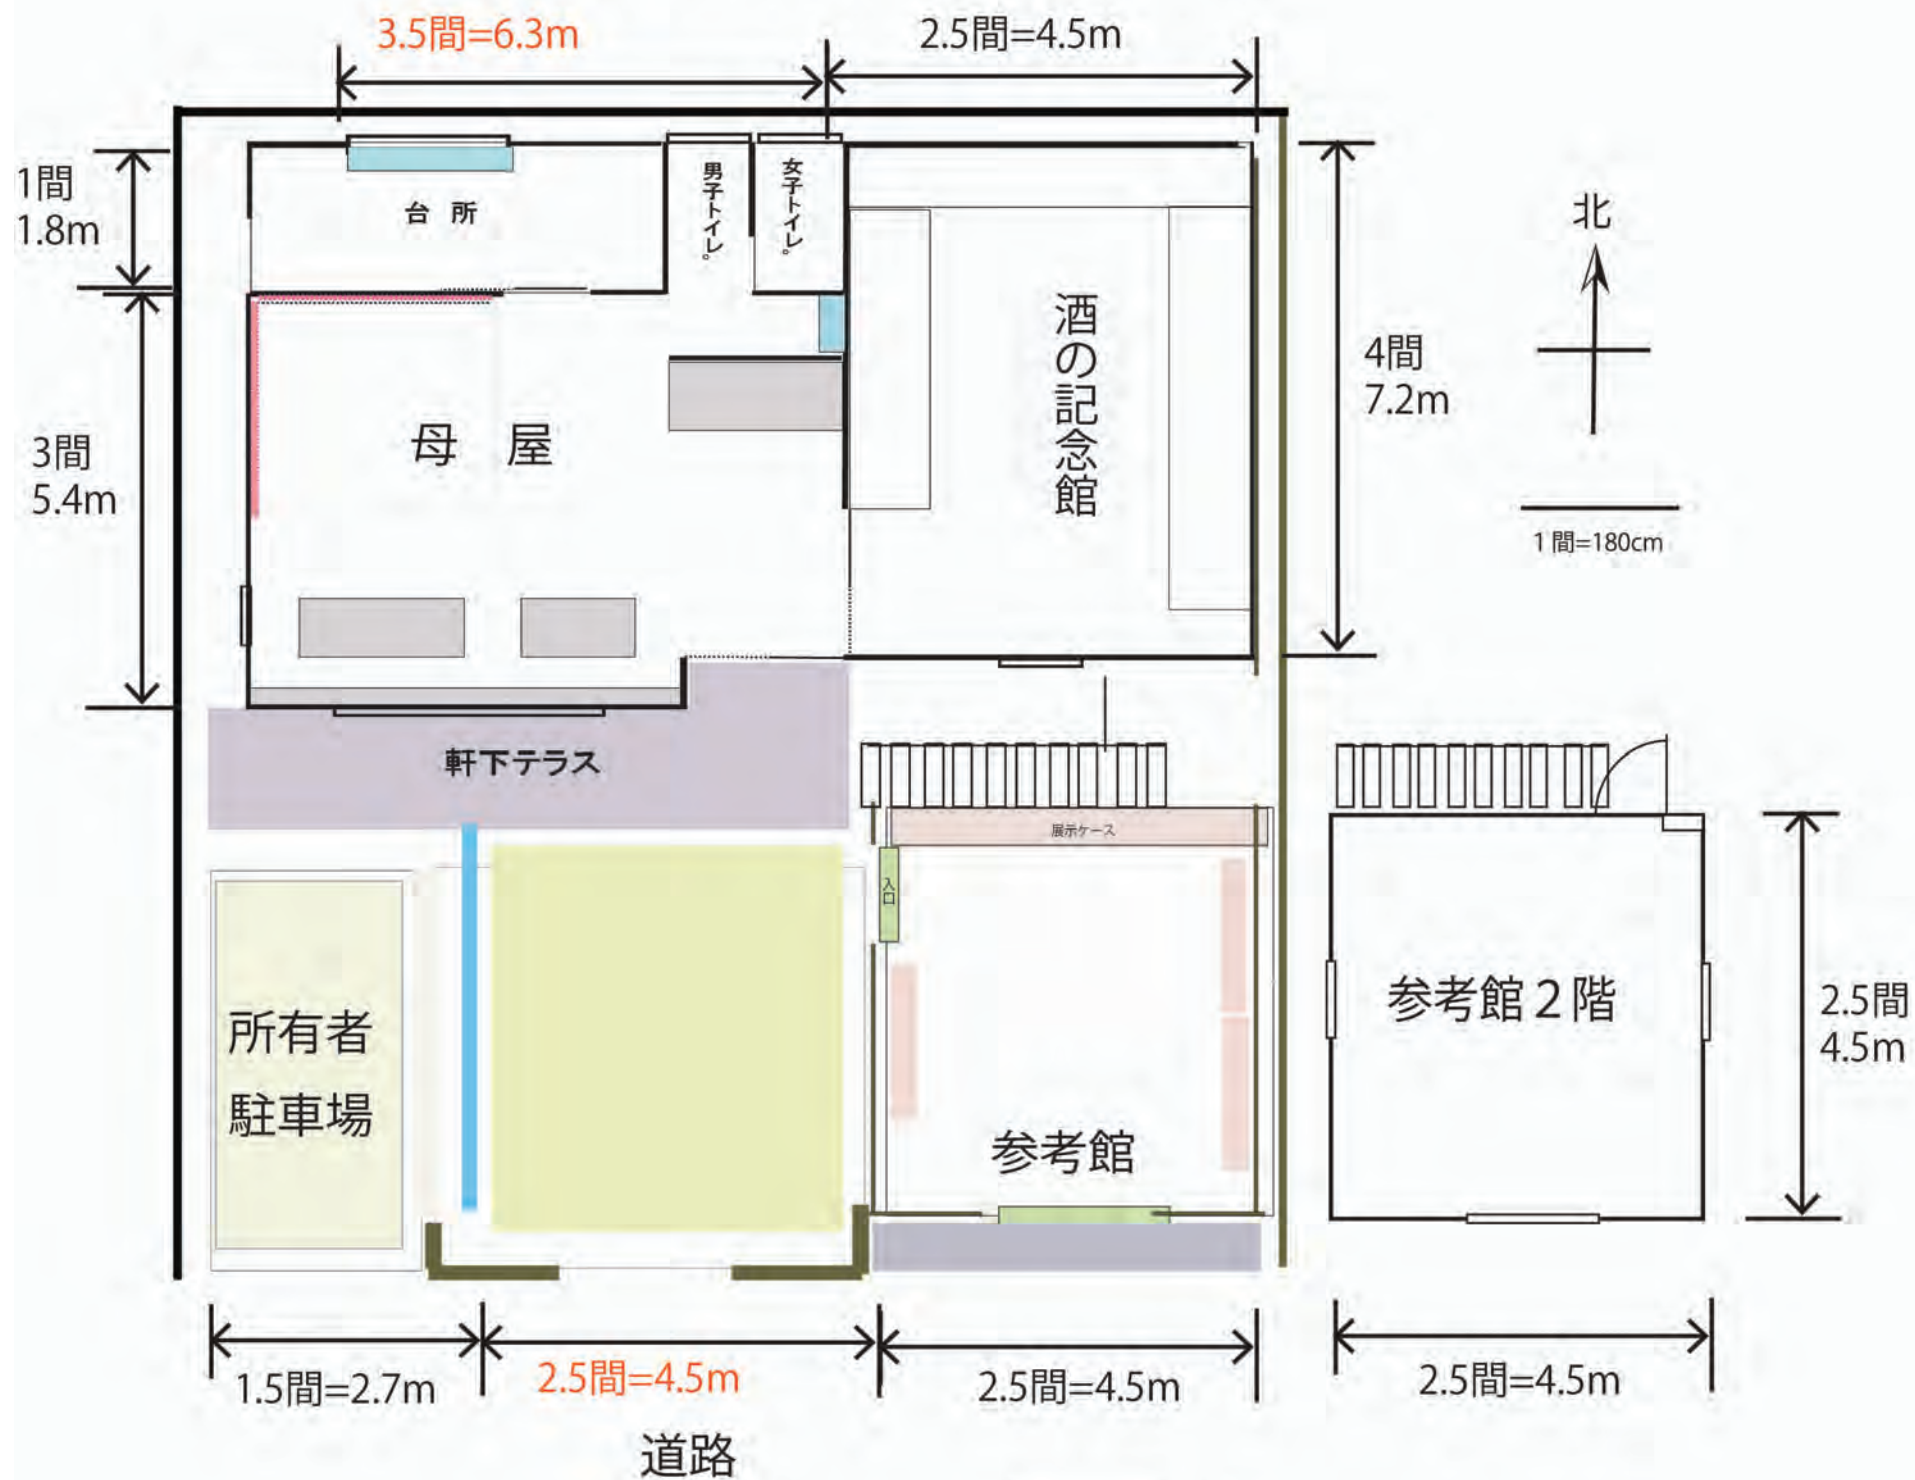 3.5間=6.3m
2.5間=4.5m
1間
1.8m
台 所
男子トイレ。
女子トイレ。
北
酒の記念館
4間
7.2m
母 屋
3間
5.4m
1間=180cm
軒下テラス
展示ケース
入口
所有者
駐車場
参考館2階
2.5間
4.5m
参考館
1.5間=2.7m
2.5間=4.5m
2.5間=4.5m
2.5間=4.5m
道路